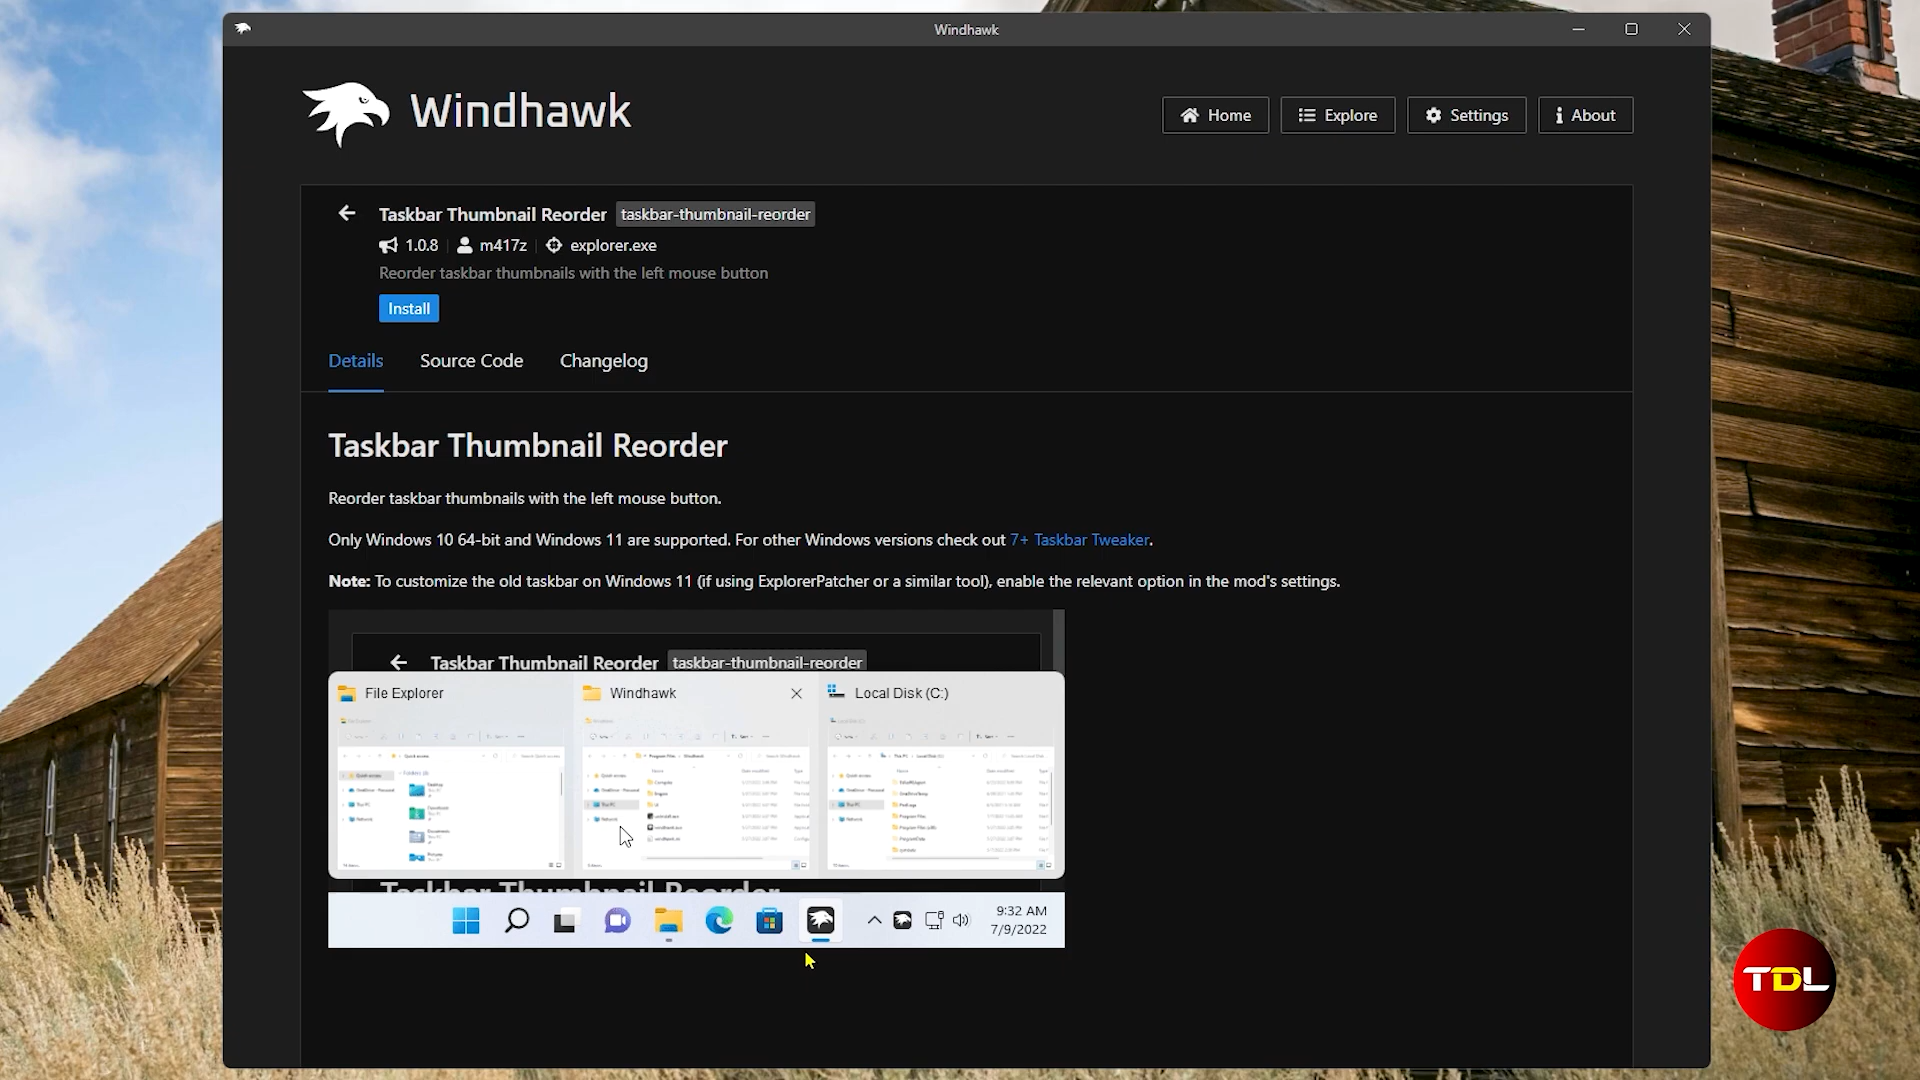 Windhawk
Windhawk
Home
Explore
Settings
About
Taskbar Thumbnail Reorder taskbar-thumbnail-reorder
1.0.8 m417z explorer.exe
Reorder taskbar thumbnails with the left mouse button
Install
Details Source Code Changelog
Taskbar Thumbnail Reorder
Reorder taskbar thumbnails with the left mouse button.
Only Windows 10 64-bit and Windows 11 are supported. For other Windows versions check out 7+ Taskbar Tweaker.
Note: To customize the old taskbar on Windows 11 (if using ExplorerPatcher or a similar tool), enable the relevant option in the mod's settings.
Taskbar Thumbnail Reorder taskbar-thumbnail-reorder
File Explorer
Windhawk
Local Disk (C:)
Taskbar Thumbnail Reorder
9:32 AM
7/9/2022
TDL